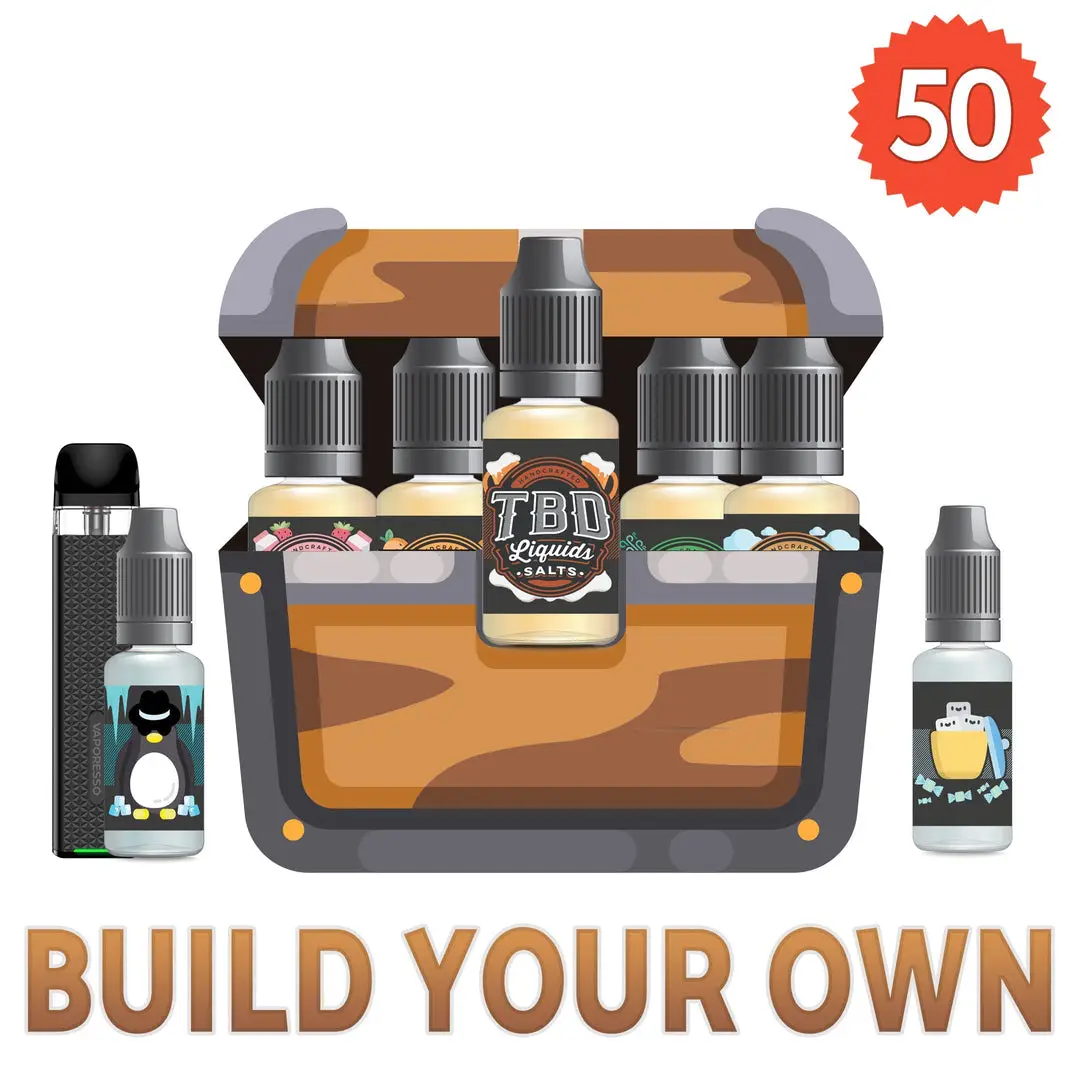 50
HANDCRAFTED
TBD
Liquids
•SALTS•
VAPORESSO
BUILD YOUR OWN